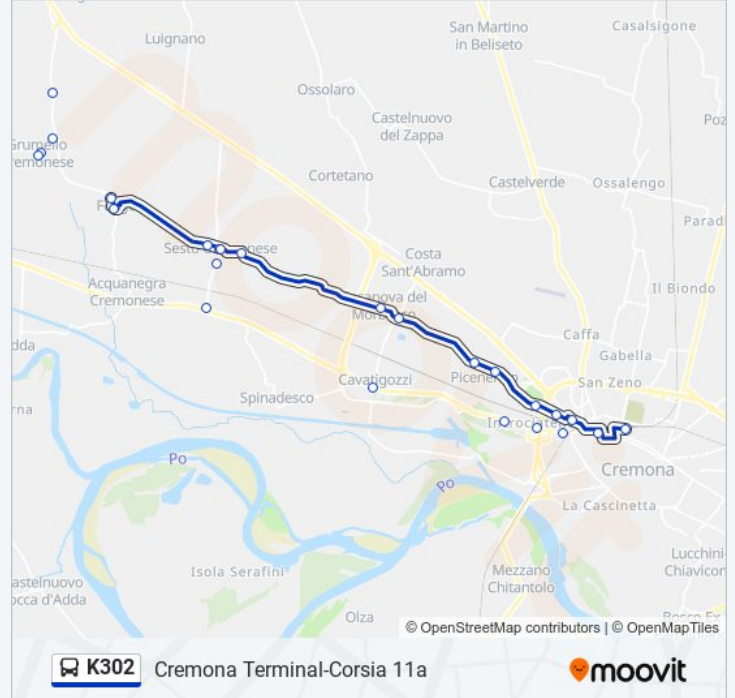 San Martino
in Beliseto
Casalsigone
Luignano
Ossolaro
Castelnuovo
del Zappa
Grumello
Cortetano
Castelverde
Ossalengo
Costa
Sant'Abramo
Acquanegra
Cremonese
Il Biondo
Caffa
Gabella
Cavatigozzi
San Zeno
Spinadesco
Cremona
Po
Po
La Cascinetta
Isola Serafini
Mezzano
Chitantolo
Olza
© OpenStreetMap contributors | © OpenMapTiles
K302 Cremona Terminal-Corsia 11a
moovit